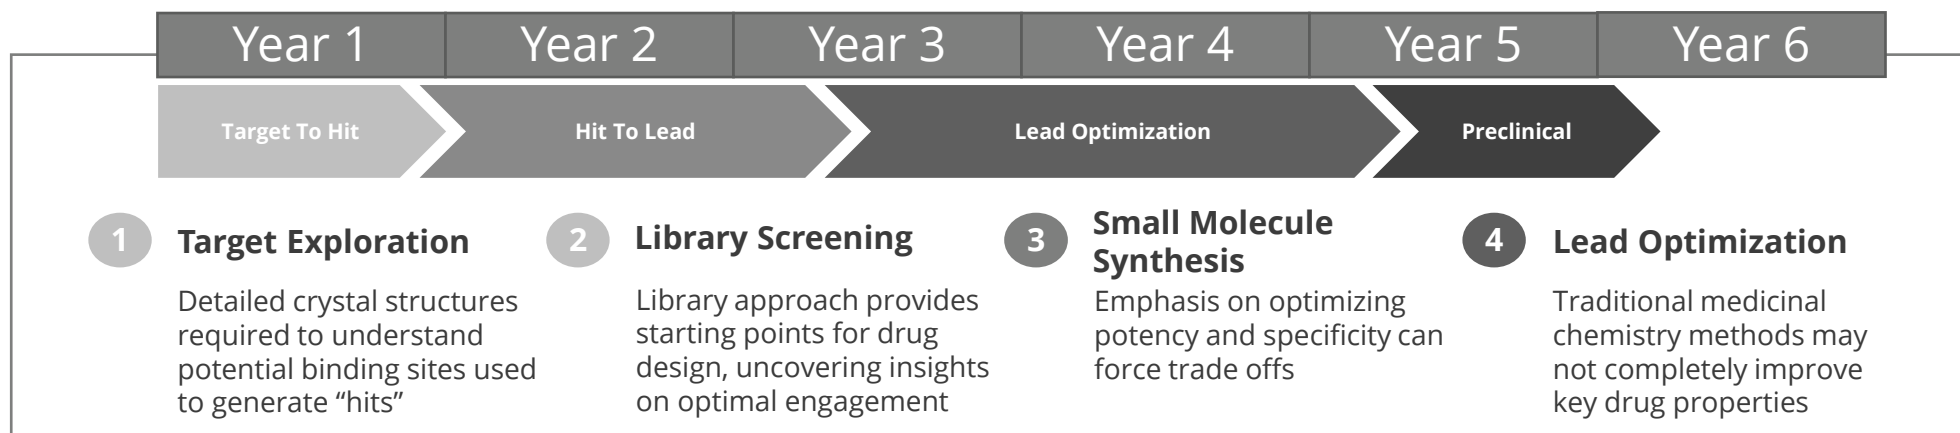 Year 1
Year 2
Year 3
Year 4
Year 5
Year 6
Target To Hit
Hit To Lead
Lead Optimization
Preclinical
1
Target Exploration
Detailed crystal structures
required to understand
potential binding sites used
to generate “hits”
2
Library Screening
Library approach provides
starting points for drug
design, uncovering insights
on optimal engagement
3
Small Molecule
Synthesis
Emphasis on optimizing
potency and specificity can
force trade offs
4
Lead Optimization
Traditional medicinal
chemistry methods may
not completely improve
key drug properties